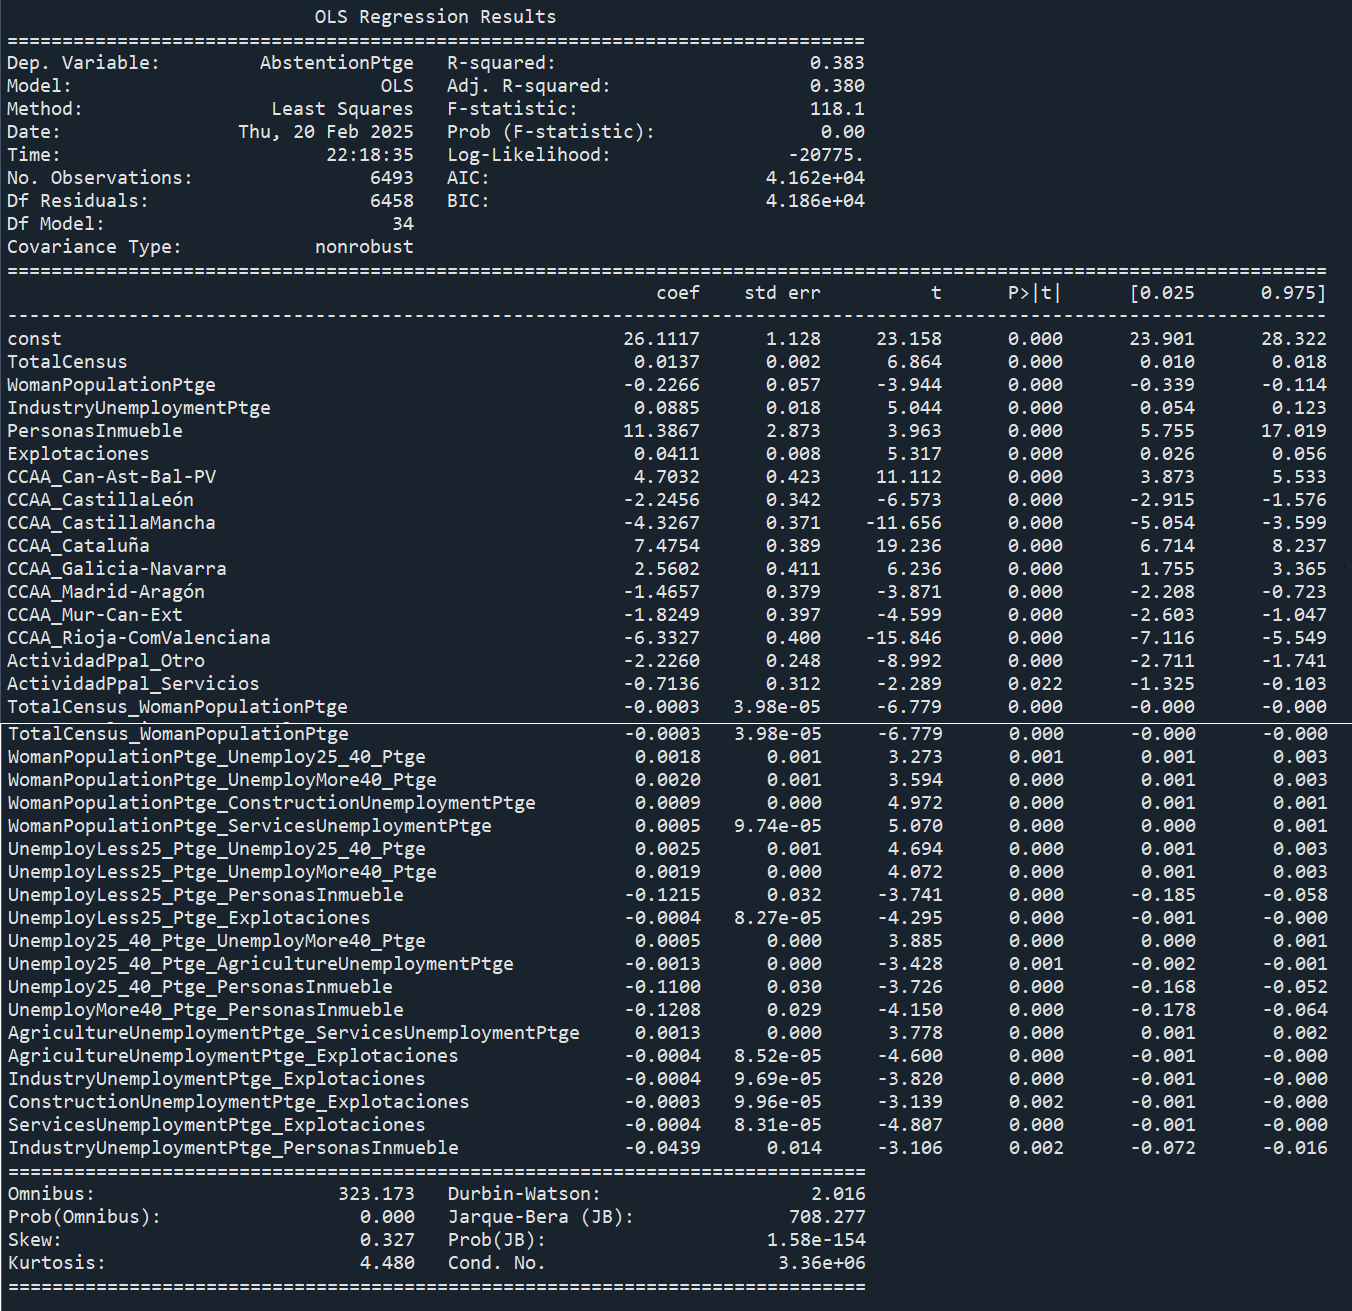 OLS Regression Results
==============================================================================
Dep. Variable: AbstentionPtge R-squared: 0.383
Model: OLS Adj. R-squared: 0.380
Method: Least Squares F-statistic: 118.1
Date: Thu, 20 Feb 2025 Prob (F-statistic): 0.00
Time: 22:18:35 Log-Likelihood: -20775.
No. Observations: 6493 AIC: 4.162e+04
Df Residuals: 6458 BIC: 4.186e+04
Df Model: 34
Covariance Type: nonrobust
========================================================================================================================
coef std err t P>|t| [0.025 0.975]
------------------------------------------------------------------------------------------------------------------------
const 26.1117 1.128 23.158 0.000 23.901 28.322
TotalCensus 0.0137 0.002 6.864 0.000 0.010 0.018
WomanPopulationPtge -0.2266 0.057 -3.944 0.000 -0.339 -0.114
IndustryUnemploymentPtge 0.0885 0.018 5.044 0.000 0.054 0.123
PersonasInmueble 11.3867 2.873 3.963 0.000 5.755 17.019
Explotaciones 0.0411 0.008 5.317 0.000 0.026 0.056
CCAA_Can-Ast-Bal-PV 4.7032 0.423 11.112 0.000 3.873 5.533
CCAA_CastillaLeón -2.2456 0.342 -6.573 0.000 -2.915 -1.576
CCAA_CastillaMancha -4.3267 0.371 -11.656 0.000 -5.054 -3.599
CCAA_Cataluña 7.4754 0.389 19.236 0.000 6.714 8.237
CCAA_Galicia-Navarra 2.5602 0.411 6.236 0.000 1.755 3.365
CCAA_Madrid-Aragón -1.4657 0.379 -3.871 0.000 -2.208 -0.723
CCAA_Mur-Can-Ext -1.8249 0.397 -4.599 0.000 -2.603 -1.047
CCAA_Rioja-ComValenciana -6.3327 0.400 -15.846 0.000 -7.116 -5.549
ActividadPpal_Otro -2.2260 0.248 -8.992 0.000 -2.711 -1.741
ActividadPpal_Servicios -0.7136 0.312 -2.289 0.022 -1.325 -0.103
TotalCensus_WomanPopulationPtge -0.0003 3.98e-05 -6.779 0.000 -0.000 -0.000
TotalCensus_WomanPopulationPtge -0.0003 3.98e-05 -6.779 0.000 -0.000 -0.000
WomanPopulationPtge_Unemploy25_40_Ptge 0.0018 0.001 3.273 0.001 0.001 0.003
WomanPopulationPtge_UnemployMore40_Ptge 0.0020 0.001 3.594 0.000 0.001 0.003
WomanPopulationPtge_ConstructionUnemploymentPtge 0.0009 0.000 4.972 0.000 0.001 0.001
WomanPopulationPtge_ServicesUnemploymentPtge 0.0005 9.74e-05 5.070 0.000 0.000 0.001
UnemployLess25_Ptge_Unemploy25_40_Ptge 0.0025 0.001 4.694 0.000 0.001 0.003
UnemployLess25_Ptge_UnemployMore40_Ptge 0.0019 0.000 4.072 0.000 0.001 0.003
UnemployLess25_Ptge_PersonasInmueble -0.1215 0.032 -3.741 0.000 -0.185 -0.058
UnemployLess25_Ptge_Explotaciones -0.0004 8.27e-05 -4.295 0.000 -0.001 -0.000
Unemploy25_40_Ptge_UnemployMore40_Ptge 0.0005 0.000 3.885 0.000 0.000 0.001
Unemploy25_40_Ptge_AgricultureUnemploymentPtge -0.0013 0.000 -3.428 0.001 -0.002 -0.001
Unemploy25_40_Ptge_PersonasInmueble -0.1100 0.030 -3.726 0.000 -0.168 -0.052
UnemployMore40_Ptge_PersonasInmueble -0.1208 0.029 -4.150 0.000 -0.178 -0.064
AgricultureUnemploymentPtge_ServicesUnemploymentPtge 0.0013 0.000 3.778 0.000 0.001 0.002
AgricultureUnemploymentPtge_Explotaciones -0.0004 8.52e-05 -4.600 0.000 -0.001 -0.000
IndustryUnemploymentPtge_Explotaciones -0.0004 9.69e-05 -3.820 0.000 -0.001 -0.000
ConstructionUnemploymentPtge_Explotaciones -0.0003 9.96e-05 -3.139 0.002 -0.001 -0.000
ServicesUnemploymentPtge_Explotaciones -0.0004 8.31e-05 -4.807 0.000 -0.001 -0.000
IndustryUnemploymentPtge_PersonasInmueble -0.0439 0.014 -3.106 0.002 -0.072 -0.016
==============================================================================
Omnibus: 323.173 Durbin-Watson: 2.016
Prob(Omnibus): 0.000 Jarque-Bera (JB): 708.277
Skew: 0.327 Prob(JB): 1.58e-154
Kurtosis: 4.480 Cond. No. 3.36e+06
==============================================================================